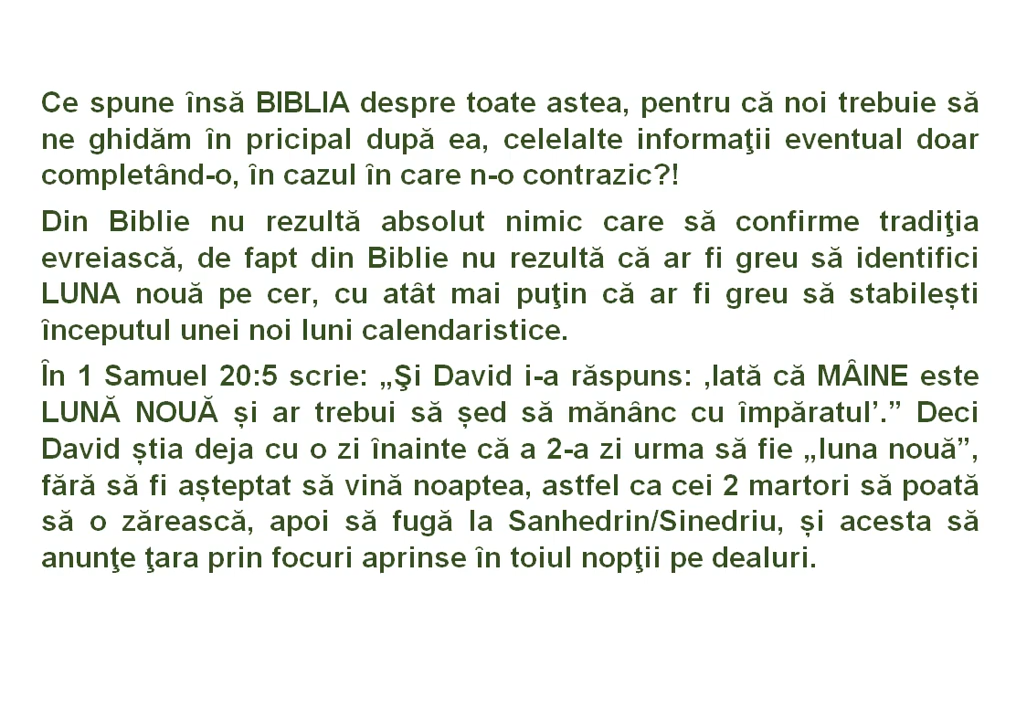 Ce spune însă BIBLIA despre toate astea, pentru că noi trebuie să
ne ghidăm în pricipal după ea, celelalte informaţii eventual doar
completând-o, în cazul în care n-o contrazic?!
Din Biblie nu rezultă absolut nimic care să confirme tradiţia
evreiască, de fapt din Biblie nu rezultă că ar fi greu să identifici
LUNA nouă pe cer, cu atât mai puţin că ar fi greu să stabilești
începutul unei noi luni calendaristice.
În 1 Samuel 20:5 scrie: „Şi David i-a răspuns: ‚Iată că MÂINE este
LUNĂ NOUĂ și ar trebui să șed să mănânc cu împăratul’.” Deci
David știa deja cu o zi înainte că a 2-a zi urma să fie „luna nouă”,
fără să fi așteptat să vină noaptea, astfel ca cei 2 martori să poată
să o zărească, apoi să fugă la Sanhedrin/Sinedriu, și acesta să
anunţe ţara prin focuri aprinse în toiul nopţii pe dealuri.